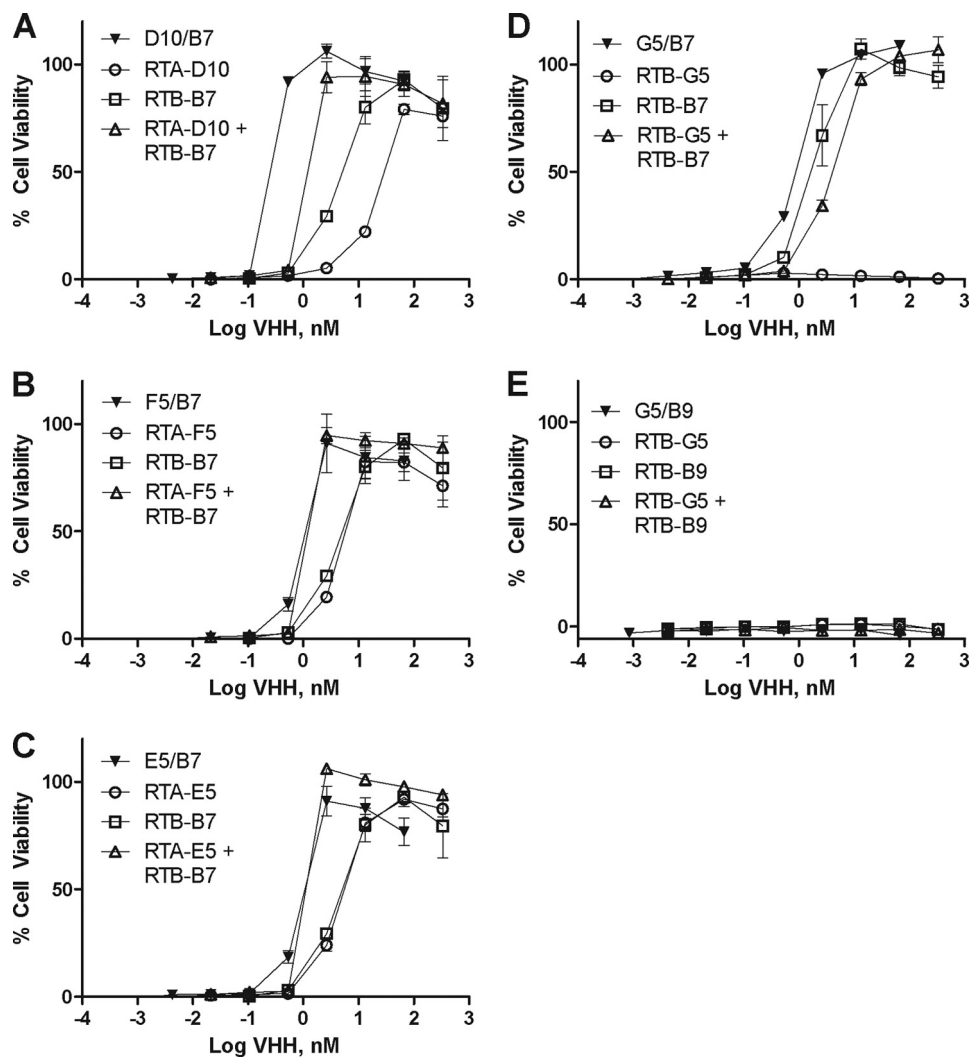 A
D10/B7
RTA-D10
RTB-B7
RTA-D10 +
RTB-B7
% Cell Viability
100
50
0
-4 -3 -2 -1 0 1 2 3
Log VHH, nM
B
F5/B7
RTA-F5
RTB-B7
RTA-F5 +
RTB-B7
% Cell Viability
100
50
0
-4 -3 -2 -1 0 1 2 3
Log VHH, nM
C
E5/B7
RTA-E5
RTB-B7
RTA-E5 +
RTB-B7
% Cell Viability
100
50
0
-4 -3 -2 -1 0 1 2 3
Log VHH, nM
D
G5/B7
RTB-G5
RTB-B7
RTB-G5 +
RTB-B7
% Cell Viability
100
50
0
-4 -3 -2 -1 0 1 2 3
Log VHH, nM
E
G5/B9
RTB-G5
RTB-B9
RTB-G5 +
RTB-B9
% Cell Viability
100
50
0
-4 -3 -2 -1 0 1 2 3
Log VHH, nM